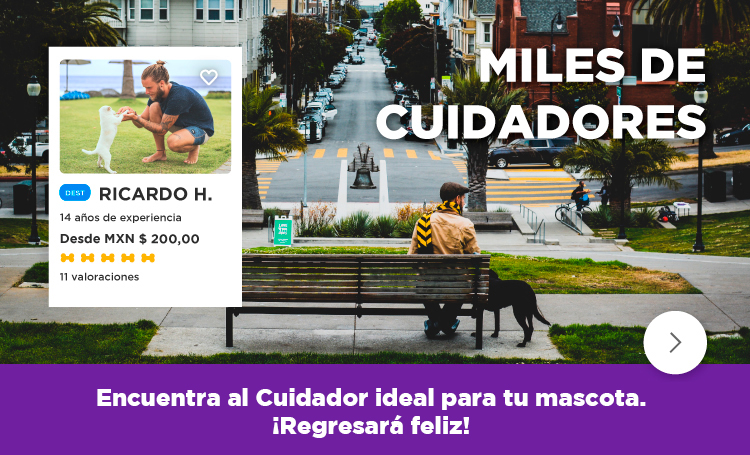 MILES DE
CUIDADORES
DEST RICARDO H.
14 años de experiencia
Desde MXN $ 200,00
11 valoraciones
Encuentra al Cuidador ideal para tu mascota.
¡Regresará feliz!